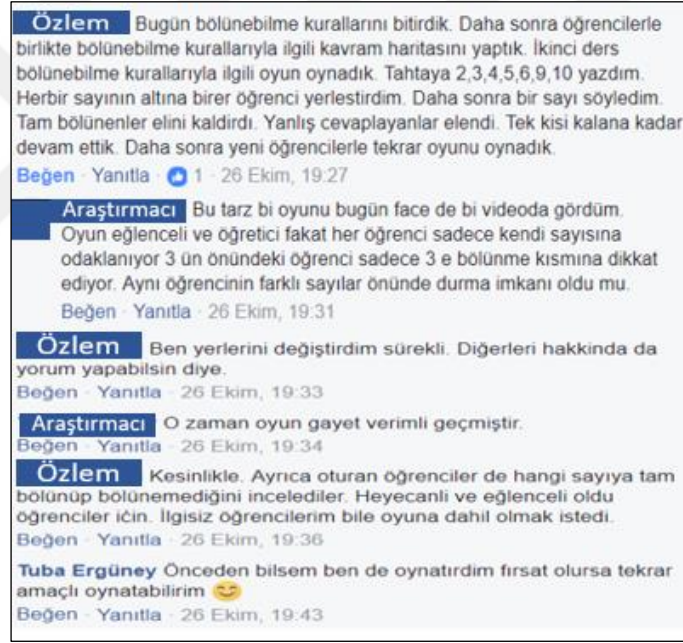 Özlem Bugün bölünebilme kurallarını bitirdik. Daha sonra öğrencilerle
birlikte bölünebilme kurallarıyla ilgili kavram haritasını yaptık. İkinci ders
bölünebilme kurallarıyla ilgili oyun oynadık. Tahtaya 2,3,4,5,6,9,10 yazdım.
Herbir sayının altına birer öğrenci yerlestirdim. Daha sonra bir sayı söyledim.
Tam bölünenler elini kaldirdı. Yanlış cevaplayanlar elendi. Tek kisi kalana kadar
devam ettik. Daha sonra yeni öğrencilerle tekrar oyunu oynadık.
Beğen · Yanıtla · 1 · 26 Ekim, 19:27
Araştırmacı Bu tarz bi oyunu bugün face de bi videoda gördüm.
Oyun eğlenceli ve öğretici fakat her öğrenci sadece kendi sayısına
odaklanıyor 3 ün önündeki öğrenci sadece 3 e bölünme kısmına dikkat
ediyor. Aynı öğrencinin farklı sayılar önünde durma imkanı oldu mu.
Beğen · Yanıtla · 26 Ekim, 19:31
Özlem Ben yerlerini değiştirdim sürekli. Diğerleri hakkinda da
yorum yapabilsin diye.
Beğen · Yanıtla · 26 Ekim, 19:33
Araştırmacı O zaman oyun gayet verimli geçmiştir.
Beğen · Yanıtla · 26 Ekim, 19:34
Özlem Kesinlikle. Ayrıca oturan öğrenciler de hangi sayıya tam
bölünüp bölünemediğini incelediler. Heyecanli ve eğlenceli oldu
öğrenciler için. İlgisiz öğrencilerim bile oyuna dahil olmak istedi.
Beğen · Yanıtla · 26 Ekim, 19:36
Tuba Ergüney Önceden bilsem ben de oynatırdim fırsat olursa tekrar
amaçlı oynatabilirim 😊
Beğen · Yanıtla · 26 Ekim, 19:43